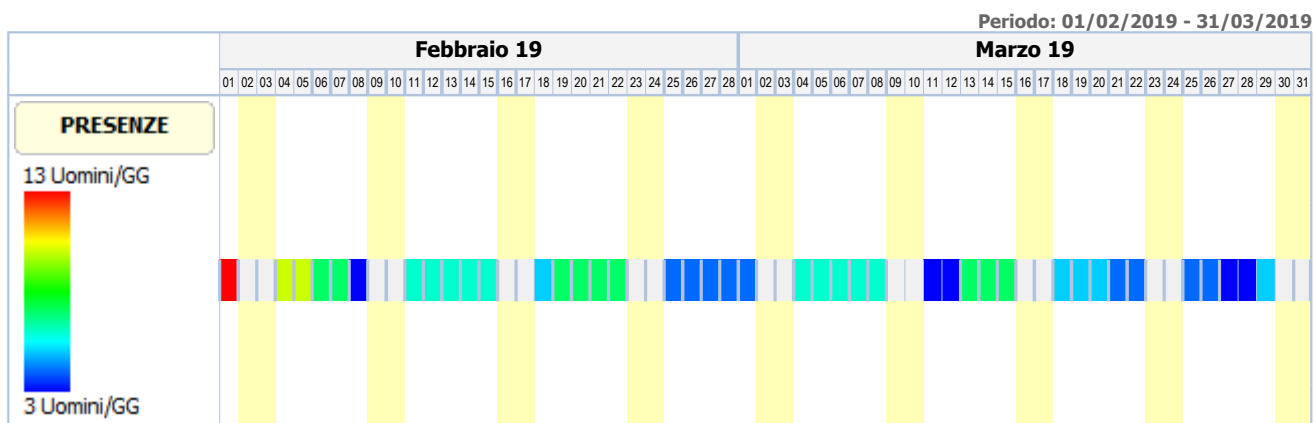 Periodo: 01/02/2019 - 31/03/2019
Febbraio 19 Marzo 19
01 02 03 04 05 06 07 08 09 10 11 12 13 14 15 16 17 18 19 20 21 22 23 24 25 26 27 28 01 02 03 04 05 06 07 08 09 10 11 12 13 14 15 16 17 18 19 20 21 22 23 24 25 26 27 28 29 30 31
PRESENZE
13 Uomini/GG
3 Uomini/GG